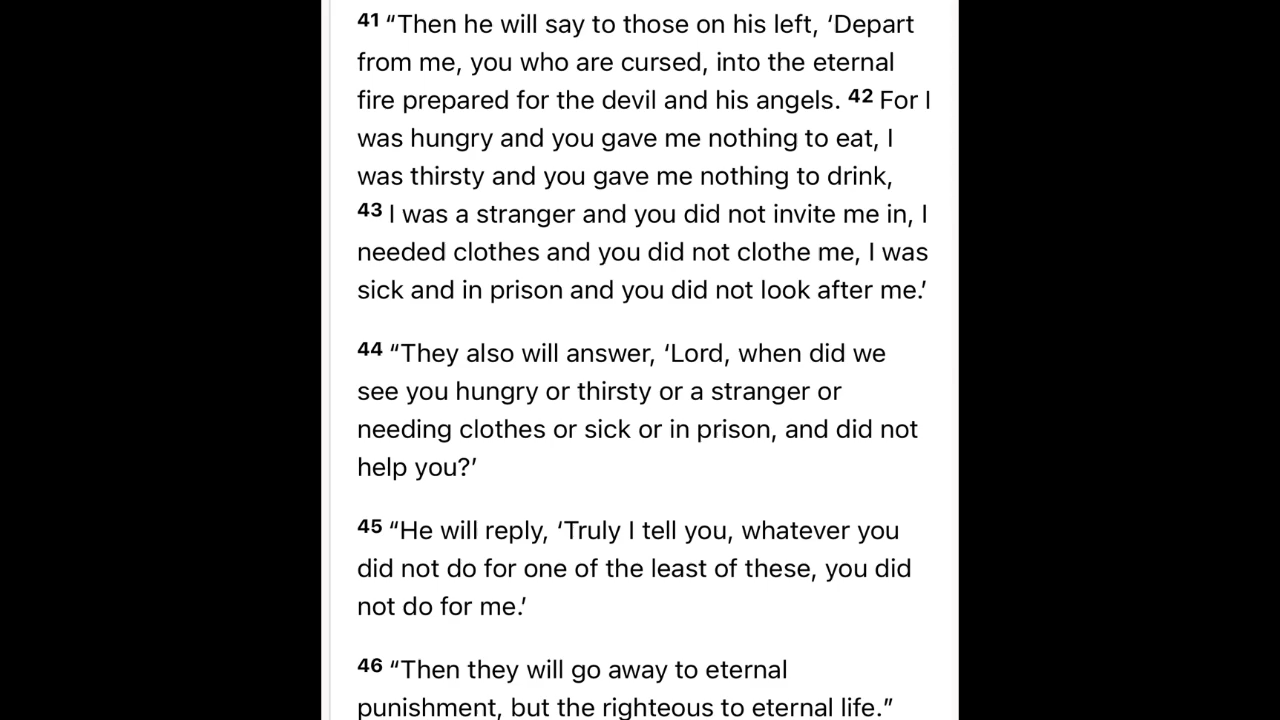 41 “Then he will say to those on his left, ‘Depart
from me, you who are cursed, into the eternal
fire prepared for the devil and his angels. 42 For I
was hungry and you gave me nothing to eat, I
was thirsty and you gave me nothing to drink,
43 I was a stranger and you did not invite me in, I
needed clothes and you did not clothe me, I was
sick and in prison and you did not look after me.’
44 “They also will answer, ‘Lord, when did we
see you hungry or thirsty or a stranger or
needing clothes or sick or in prison, and did not
help you?’
45 “He will reply, ‘Truly I tell you, whatever you
did not do for one of the least of these, you did
not do for me.’
46 “Then they will go away to eternal
punishment, but the righteous to eternal life.”